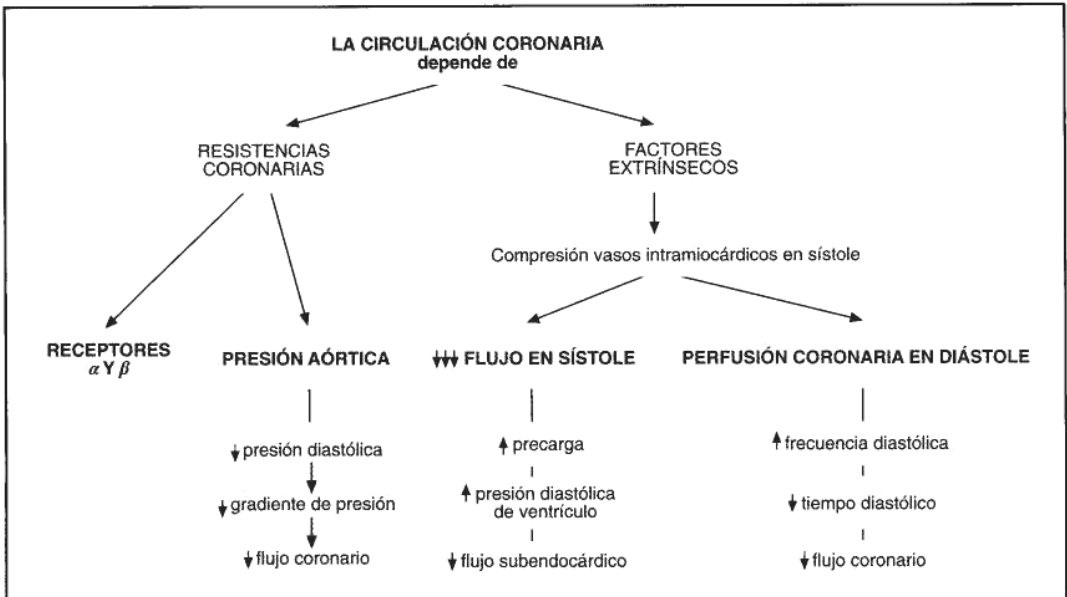 LA CIRCULACIÓN CORONARIA
depende de
RESISTENCIAS
CORONARIAS
FACTORES
EXTRÍNSECOS
Compresión vasos intramiocárdicos en sístole
RECEPTORES
α Y β
PRESIÓN AÓRTICA
↓↓↓ FLUJO EN SÍSTOLE
PERFUSIÓN CORONARIA EN DIÁSTOLE
↓ presión diastólica
↓ gradiente de presión
↓ flujo coronario
↑ precarga
↑ presión diastólica
de ventrículo
↓ flujo subendocárdico
↑ frecuencia diastólica
↓ tiempo diastólico
↓ flujo coronario